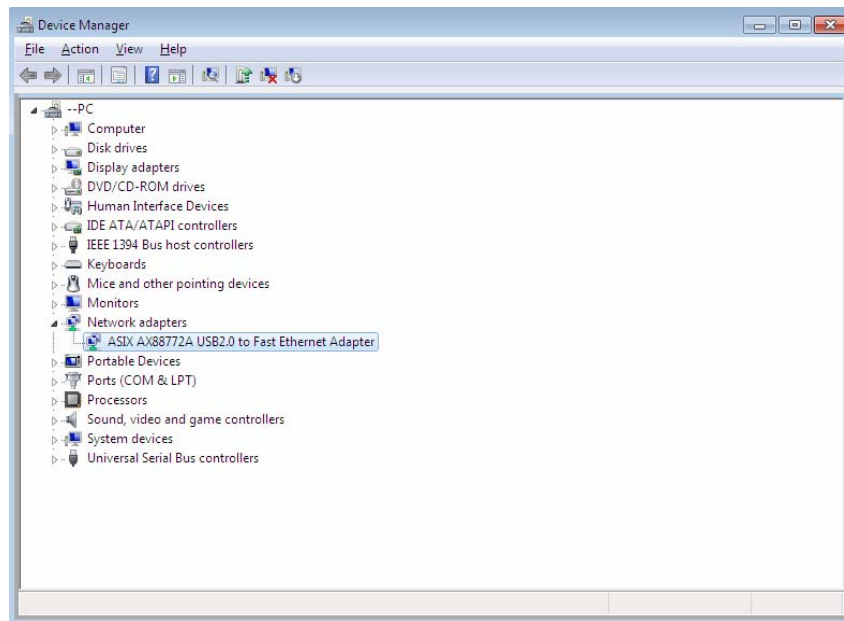 Device Manager
File Action View Help
--PC
Computer
Disk drives
Display adapters
DVD/CD-ROM drives
Human Interface Devices
IDE ATA/ATAPI controllers
IEEE 1394 Bus host controllers
Keyboards
Mice and other pointing devices
Monitors
Network adapters
ASIX AX88772A USB2.0 to Fast Ethernet Adapter
Portable Devices
Ports (COM & LPT)
Processors
Sound, video and game controllers
System devices
Universal Serial Bus controllers